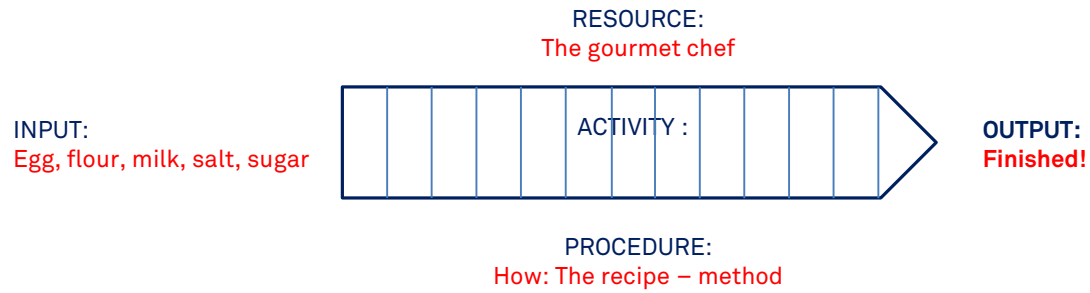 RESOURCE:
The gourmet chef
INPUT:
Egg, flour, milk, salt, sugar
ACTIVITY :
OUTPUT:
Finished!
PROCEDURE:
How: The recipe – method